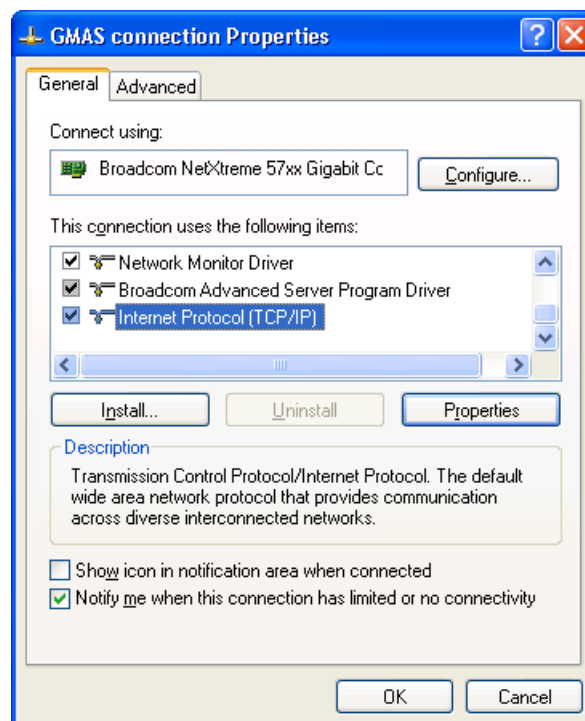 GMAS connection Properties
General
Advanced
Connect using:
Broadcom NetXtreme 57xx Gigabit Cc
Configure...
This connection uses the following items:
Network Monitor Driver
Broadcom Advanced Server Program Driver
Internet Protocol (TCP/IP)
Install...
Uninstall
Properties
Description
Transmission Control Protocol/Internet Protocol. The default
wide area network protocol that provides communication
across diverse interconnected networks.
Show icon in notification area when connected
Notify me when this connection has limited or no connectivity
OK
Cancel